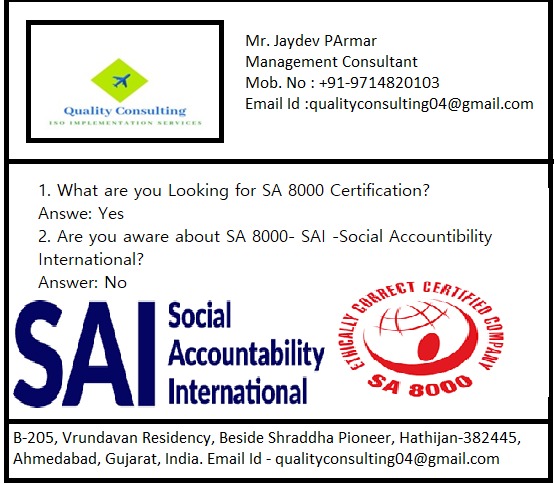 Quality Consulting
ISO IMPLEMENTATION SERVICES
Mr. Jaydev PArmar
Management Consultant
Mob. No : +91-9714820103
Email Id :qualityconsulting04@gmail.com
1. What are you Looking for SA 8000 Certification?
Answe: Yes
2. Are you aware about SA 8000- SAI -Social Accountibility
International?
Answer: No
SAI
Social
Accountability
International
ETHICALLY CORRECT CERTIFIED COMPANY
SA 8000
B-205, Vrundavan Residency, Beside Shraddha Pioneer, Hathijan-382445,
Ahmedabad, Gujarat, India. Email Id - qualityconsulting04@gmail.com